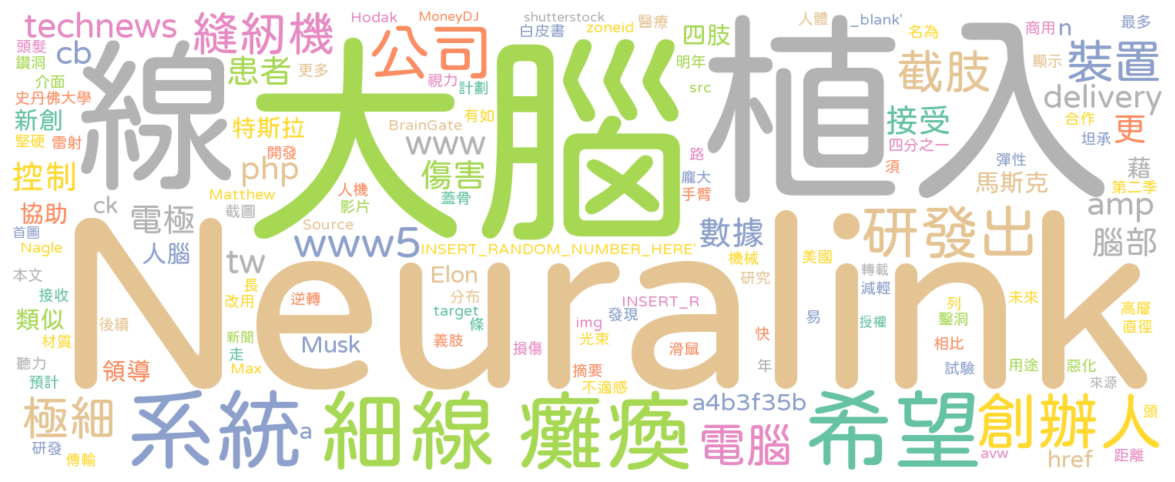 technews
頭髮
鑽洞
cb
縫紉機
Hodak
MoneyDJ
公司
shutterstock
白皮書
zoneid
醫療
四肢
明年
src
人體
_blank'
名為
商用
n
最多
顯示
裝置
介面
患者
更多
視力
計劃
史丹佛大學
新創
堅硬
雷射
線
大腦
植入
截肢
delivery
特斯拉
開發
BrainGate
有如
www
路
接受
四分之一
須
彈性
合作
坦承
更
控制
php
傷害
龐大
手臂
蓋骨
馬斯克
藉
第二季
協助
ck
電極
Matthew
截圖
人機
影片
Source
www5
數據
研發出
amp
腦部
首圖
Nagle
人腦
tw
INSERT_RANDOM_NUMBER_HERE'
機械
美國
本文
接收
長
改用
逆轉
Elon
分布
target
條
INSERT_R
發現
研究
轉載
減輕
列
未來
高層
直徑
Neuralink
類似
材質
後續
新聞
走
Musk
義肢
損傷
img
光束
滑鼠
快
易
授權
鑿洞
相比
聽力
預計
領導
Max
摘要
不適感
年
試驗
用途
惡化
來源
極細
研發
傳輸
系統
a
細線
癱瘓
a4b3f35b
電腦
希望
創辦人
頭
avw
href
距離